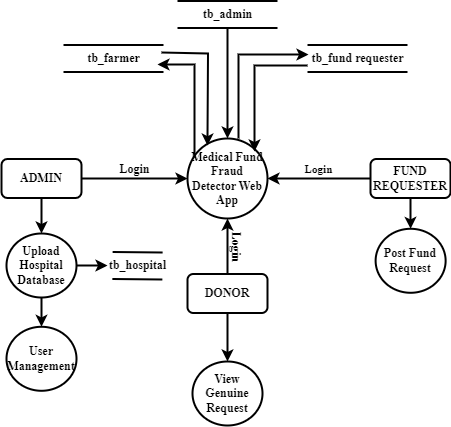 tb_admin
tb_farmer
tb_fund requester
Medical Fund
Fraud
Detector Web
App
ADMIN
Login
Login
FUND
REQUESTER
Upload
Hospital
Database
tb_hospital
Login
Post Fund
Request
DONOR
User
Management
View
Genuine
Request